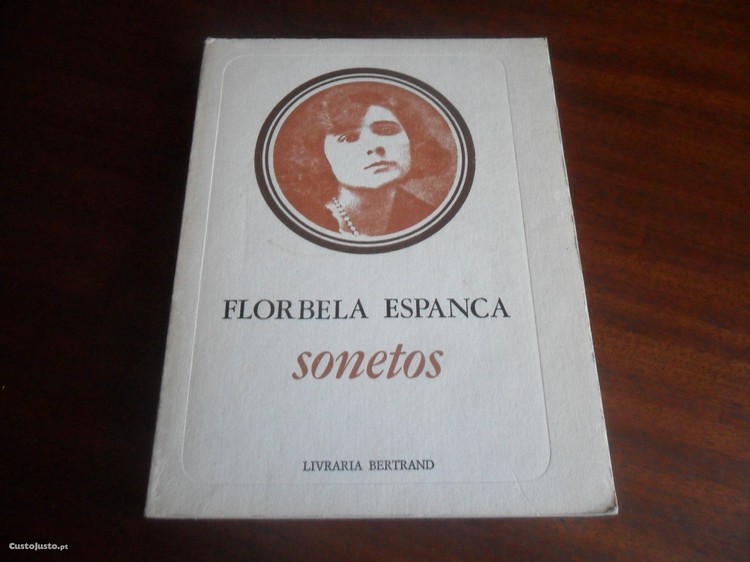 FLORBELA ESPANCA
sonetos
LIVRARIA BERTRAND
CustoJusto.pt